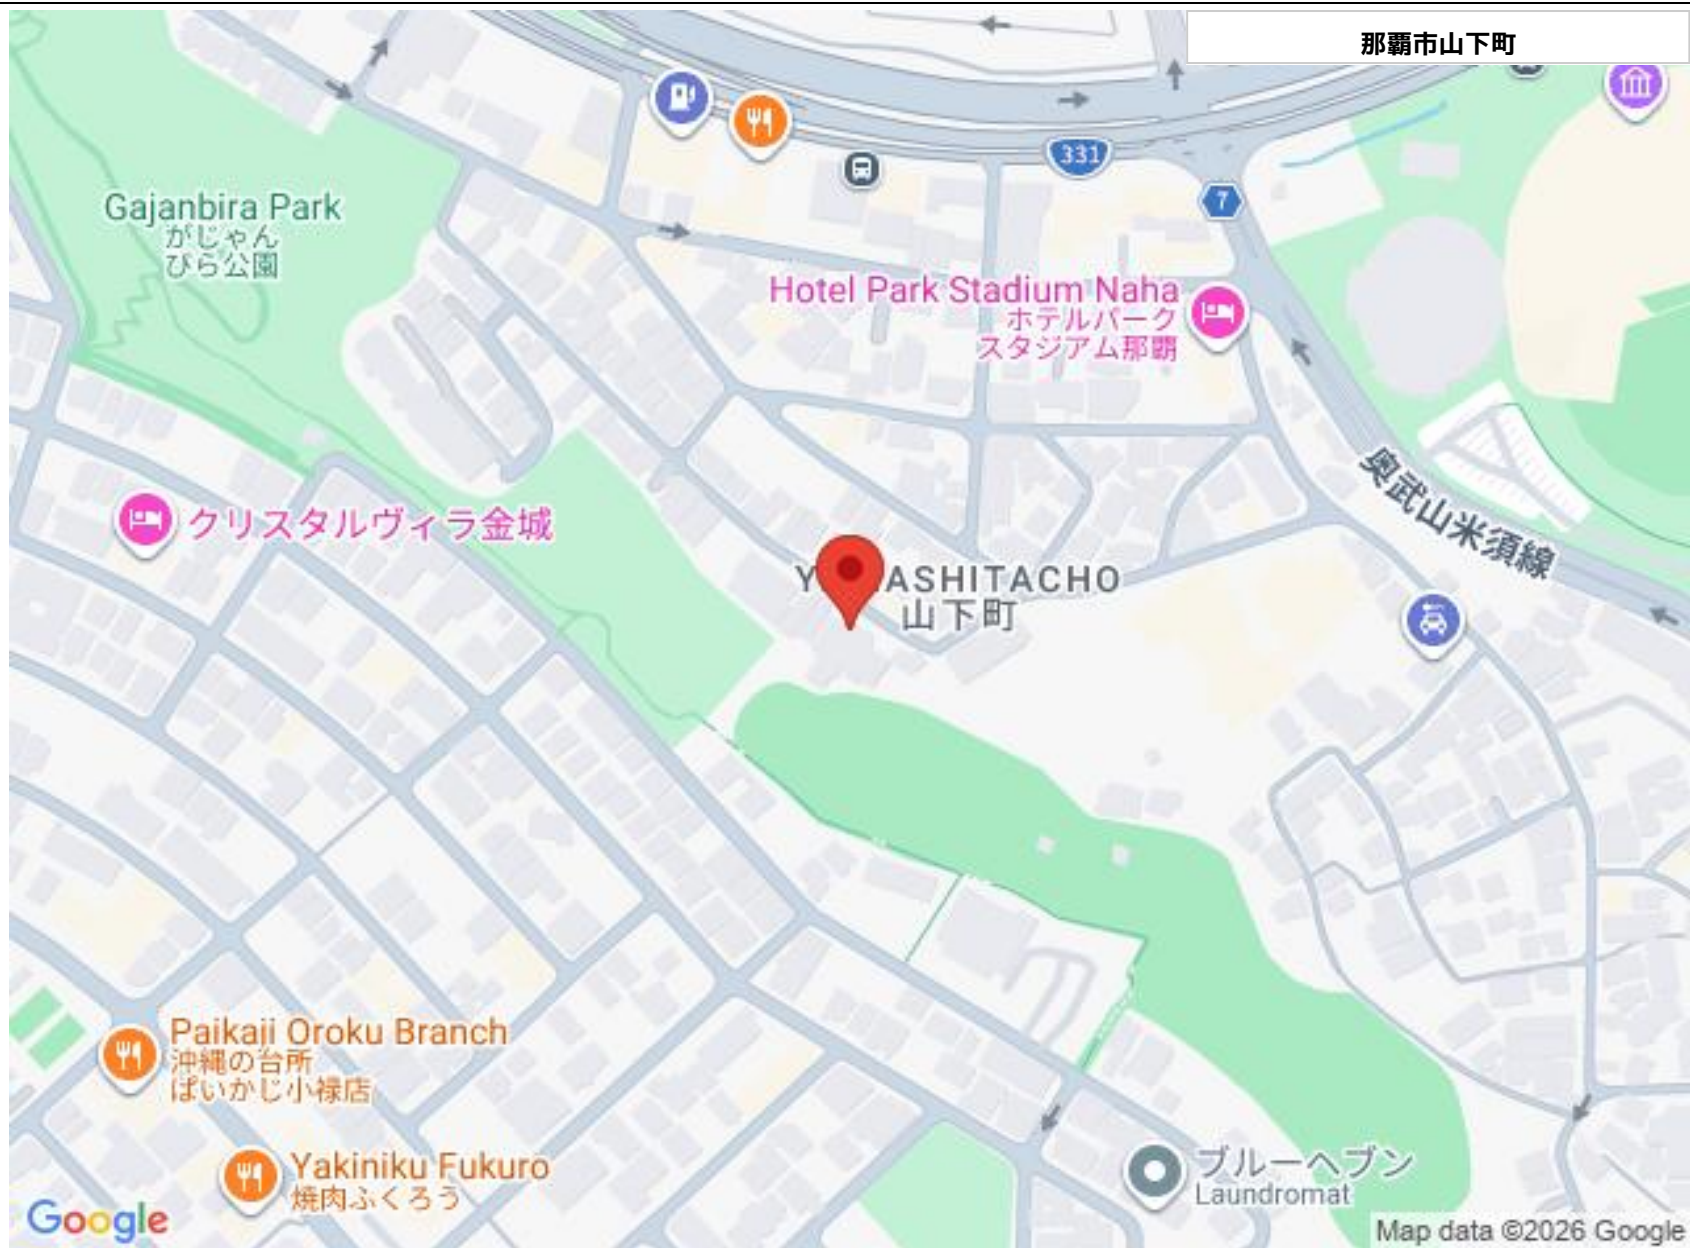 那覇市山下町
331
7
Gajanbira Park
がじゃん
びら公園
Hotel Park Stadium Naha
ホテルパーク
スタジアム那覇
奥武山米須線
クリスタルヴィラ金城
Y ASHITACHO
山下町
Paikaji Oroku Branch
沖縄の台所
ぱいかじ小禄店
Yakiniku Fukuro
焼肉ふくろう
ブルーヘブン
Laundromat
Google
Map data ©2026 Google